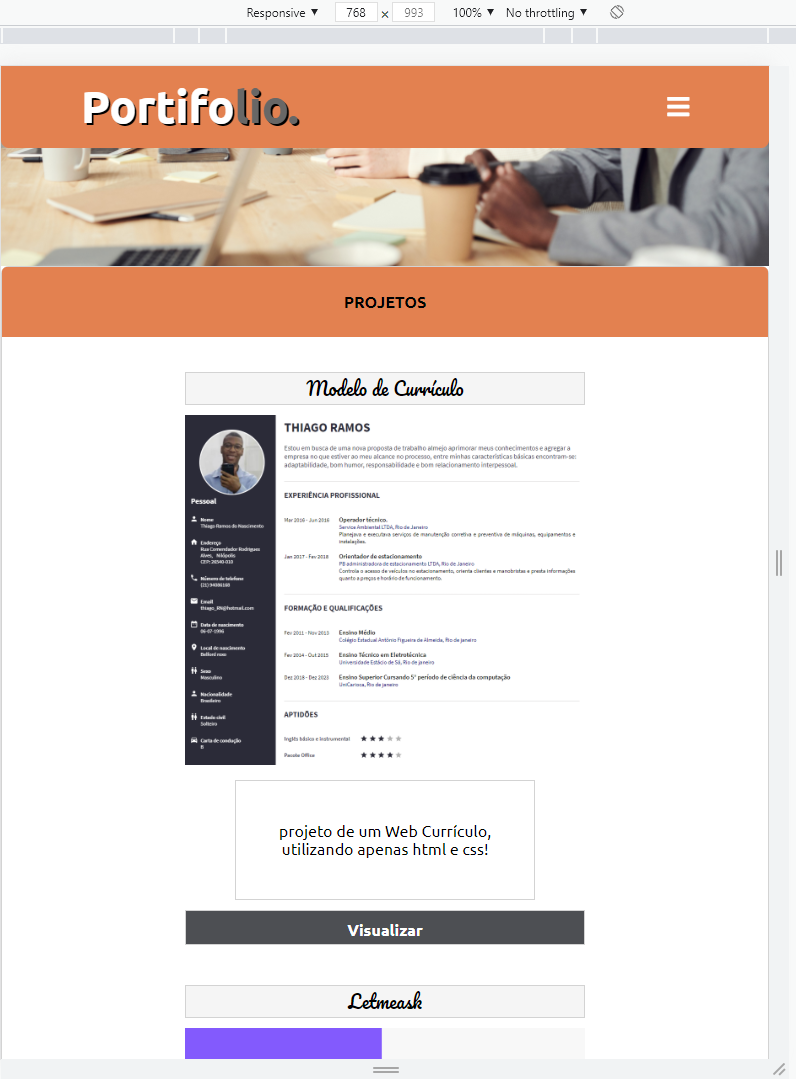 Responsive ▼ 768 × 993 100% ▼ No throttling ▼
Portifolio.
PROJETOS
Modelo de Currículo
THIAGO RAMOS
Estou em busca de uma nova proposta de trabalho almejo aprimorar meus conhecimentos e agregar a
empresa no que estiver ao meu alcance no processo, entre minhas características básicas encontram-se:
adaptabilidade, bom humor, responsabilidade e bom relacionamento interpessoal.
Pessoal
Nome
Thiago Ramos do Nascimento
Endereço
Rua Comendador Rodrigues
Alves, Nilópolis
CEP: 26540-010
Número de telefone
Email
thiago_RN@hotmail.com
Data de nascimento
06-07-1996
Local de nascimento
Belford roxo
Sexo
Masculino
Nacionalidade
Brasileiro
Estado civil
Solteiro
Carta de condução
B
EXPERIÊNCIA PROFISSIONAL
Mar 2016 - Jun 2016 Operador técnico.
Service Ambiental LTDA, Rio de Janeiro
Planejava e executava serviços de manutenção corretiva e preventiva de máquinas, equipamentos e
instalações.
Jan 2017 - Fev 2018 Orientador de estacionamento
PB administradora de estacionamento LTDA, Rio de Janeiro
Controla o acesso de veículos no estacionamento, orienta clientes a manobristas e presta informações
quanto a preços e horário de funcionamento.
FORMAÇÃO E QUALIFICAÇÕES
Fev 2011 - Nov 2013 Ensino Médio
Colégio Estadual Antônio Figueira de Almeida, Rio de janeiro
Fev 2014 - Out 2015 Ensino Técnico em Eletrotécnica
Universidade Estácio de Sá, Rio de janeiro
Dez 2018 - Dez 2023 Ensino Superior Cursando 5° período de ciência da computação
UniCarioca, Rio de janeiro
APTIDÕES
Inglês básico e Instrumental ★★★★★
Pacote Office ★★★★★
projeto de um Web Currículo,
utilizando apenas html e css!
Visualizar
Letmeask